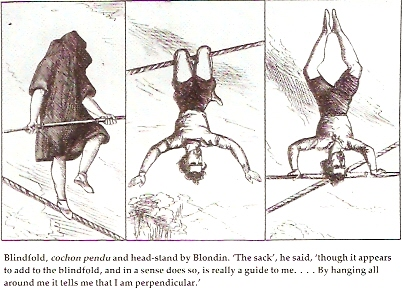 Blindfold, cochon pendu and head-stand by Blondin. 'The sack', he said, 'though it appears
to add to the blindfold, and in a sense does so, is really a guide to me. . . . By hanging all
around me it tells me that I am perpendicular.'